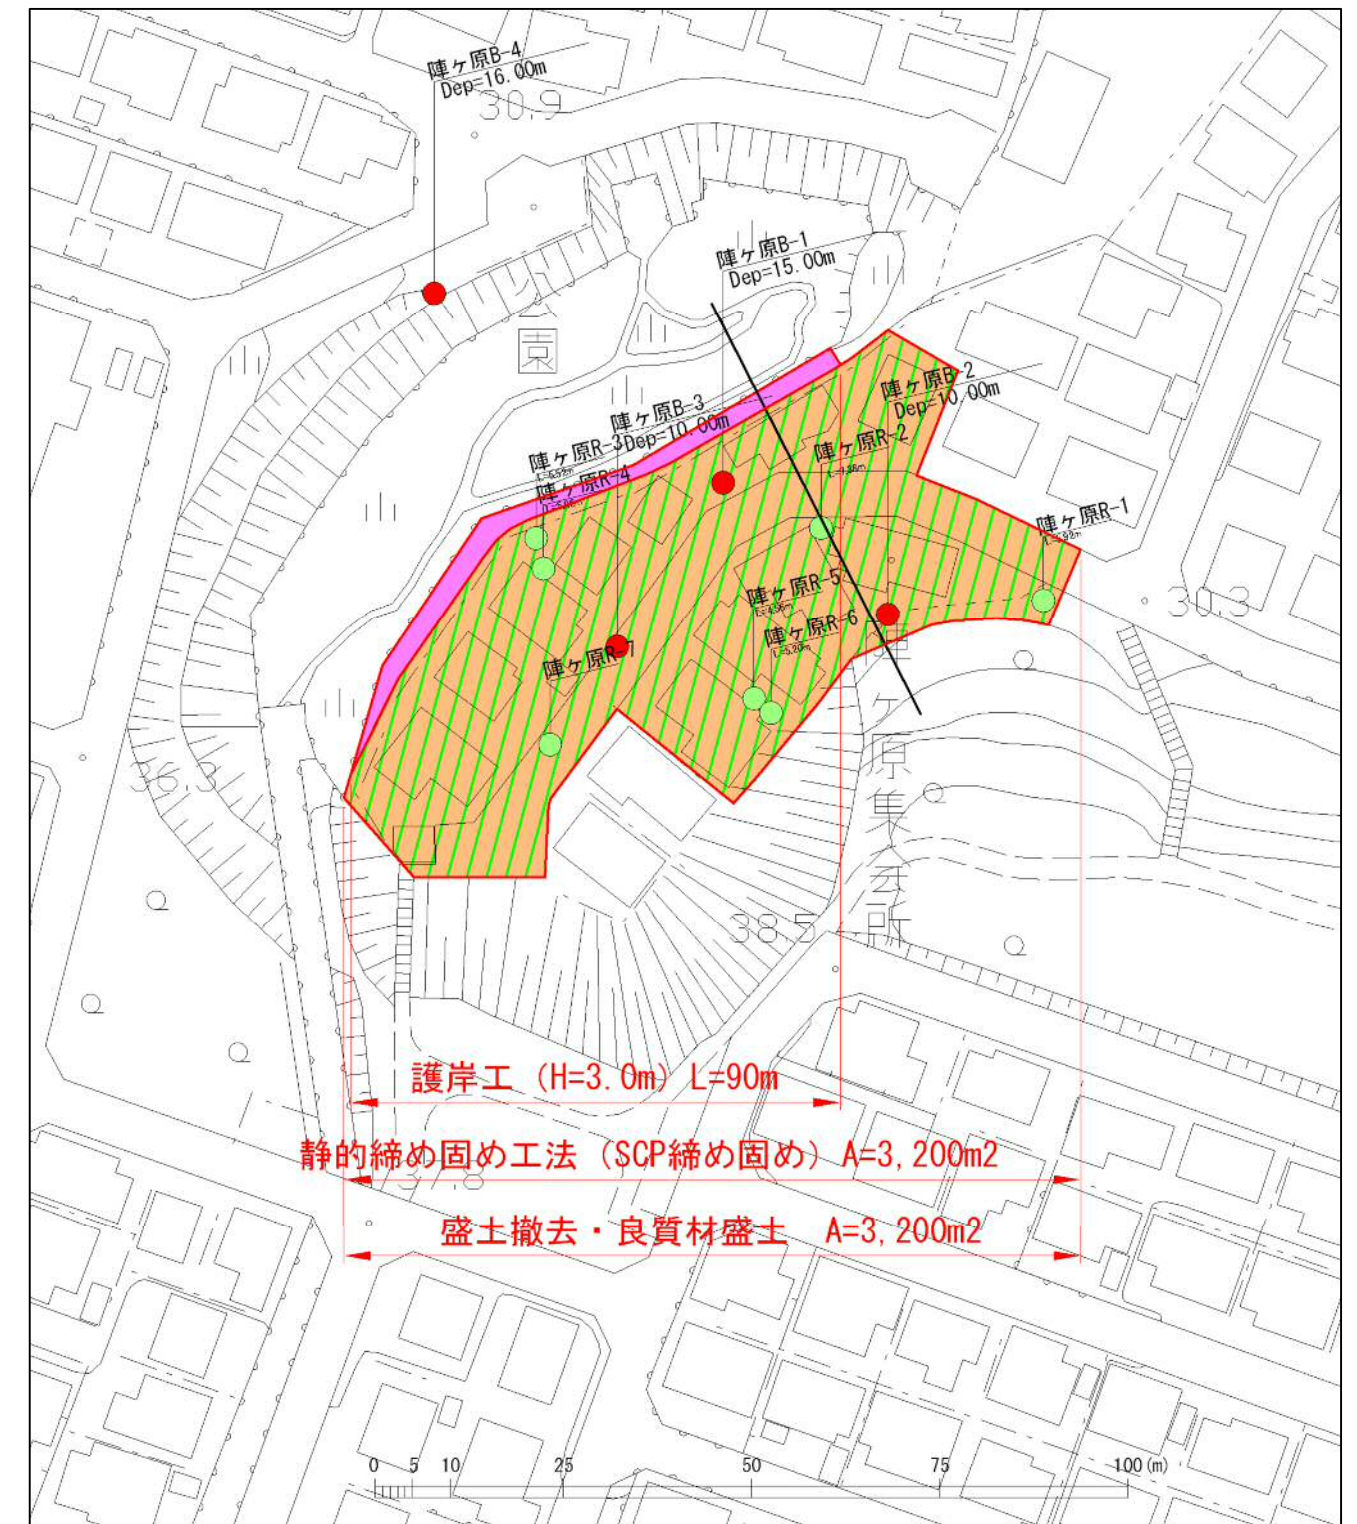 陣ヶ原B-4
Dep=16.00m
30.9
陣ヶ原B-1
Dep=15.00m
陣ヶ原B-2
Dep=10.00m
陣ヶ原B-3
Dep=10.00m
陣ヶ原R-2
陣ヶ原R-3
陣ヶ原R-4
陣ヶ原R-1
30.3
陣ヶ原R-5
L=4.96m
陣ヶ原R-6
L=5.20m
陣ヶ原R-7
36.3
陣ヶ原集会所
38.5
護岸工（H=3.0m）L=90m
静的締め固め工法（SCP締め固め）A=3,200m2
37.8
盛土撤去・良質材盛土 A=3,200m2
0 5 10 25 50 75 100(m)